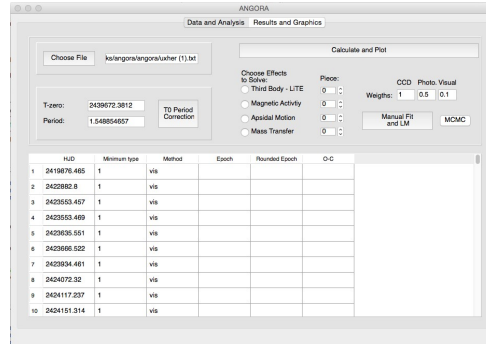 ANGORA
Data and Analysis Results and Graphics
Choose File ks/angora/angora/uxher (1).txt
Calculate and Plot
T-zero: 2439672.3812
Period: 1.548854657
T0 Period
Correction
Choose Effects
to Solve: Piece:
Third Body - LiTE 0
Magnetic Activtiy 0
Apsidal Motion 0
Mass Transfer 0
CCD Photo. Visual
Weigths: 1 0.5 0.1
Manual Fit
and LM
MCMC
HJD Minimum type Method Epoch Rounded Epoch O-C
1 2419876.465 1 vis
2 2422882.8 1 vis
3 2423553.457 1 vis
4 2423553.469 1 vis
5 2423635.551 1 vis
6 2423666.522 1 vis
7 2423934.461 1 vis
8 2424072.32 1 vis
9 2424117.237 1 vis
10 2424151.314 1 vis